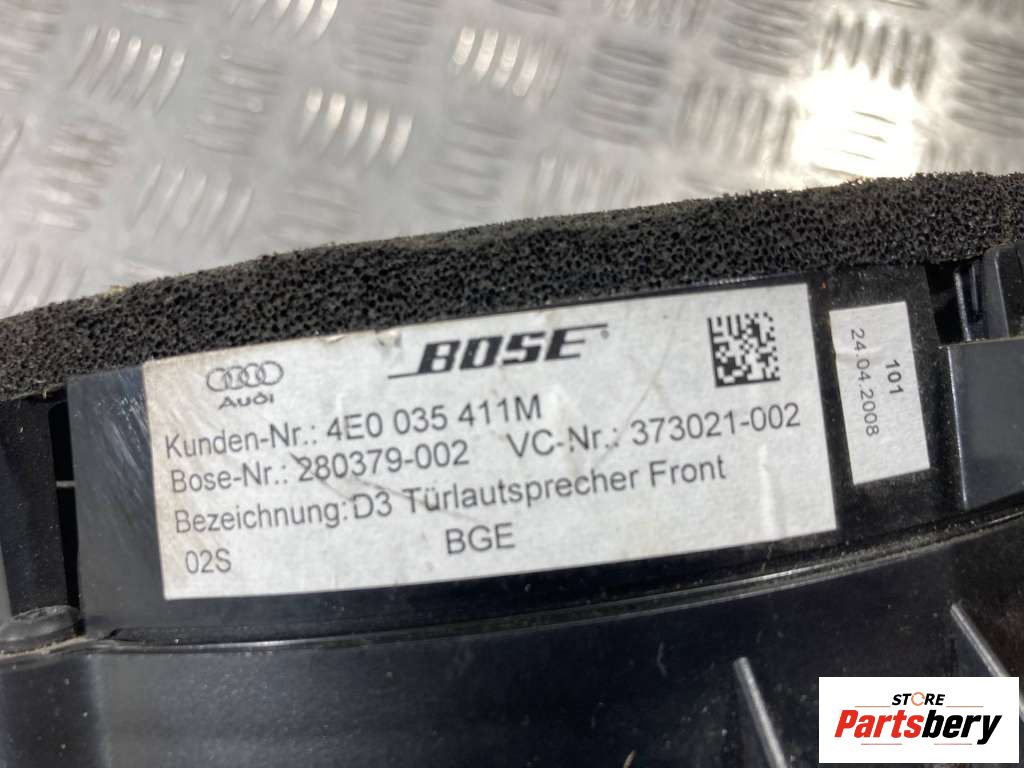 BOSE®
Audi
Kunden-Nr.: 4E0 035 411M
Bose-Nr.: 280379-002 VC-Nr.: 373021-002
Bezeichnung:D3 Türlautsprecher Front
02S BGE
101
24.04.2008
STORE
Partsbery